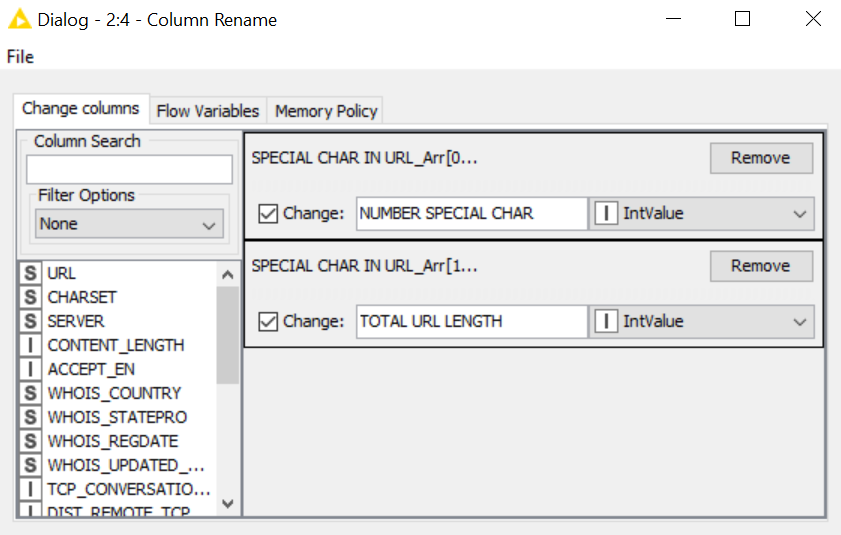 Dialog - 2:4 - Column Rename
File
Change columns Flow Variables Memory Policy
Column Search
Filter Options
None
S URL
S CHARSET
S SERVER
I CONTENT_LENGTH
I ACCEPT_EN
S WHOIS_COUNTRY
S WHOIS_STATEPRO
S WHOIS_REGDATE
S WHOIS_UPDATED_...
I TCP_CONVERSATIO...
I DIST_REMOTE_TCP
SPECIAL CHAR IN URL_Arr[0... Remove
Change: NUMBER SPECIAL CHAR I IntValue
SPECIAL CHAR IN URL_Arr[1... Remove
Change: TOTAL URL LENGTH I IntValue